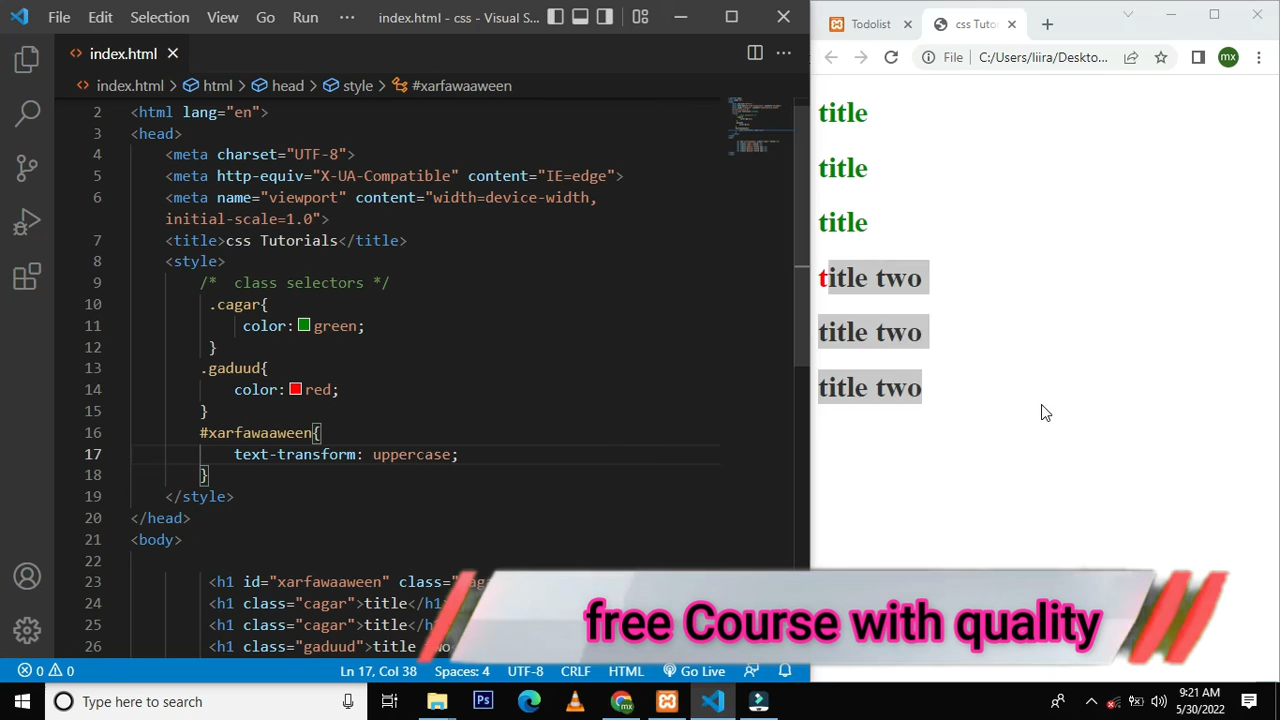 File Edit Selection View Go Run ··· index.html - css - Visual S...
index.html
index.html > html > head > style > #xarfawaaween
2 <html lang="en">
3 <head>
4 <meta charset="UTF-8">
5 <meta http-equiv="X-UA-Compatible" content="IE=edge">
6 <meta name="viewport" content="width=device-width,
initial-scale=1.0">
7 <title>css Tutorials</title>
8 <style>
9 /*  class selectors */
10 .cagar{
11 color:green;
12 }
13 .gaduud{
14 color:red;
15 }
16 #xarfawaaween{
17 text-transform: uppercase;
18 }
19 </style>
20 </head>
21 <body>
22
23 <h1 id="xarfawaaween" class=
24 <h1 class="cagar">title</h1>
25 <h1 class="cagar">title</
26 <h1 class="gaduud">title
0 0 Ln 17, Col 38 Spaces: 4 UTF-8 CRLF HTML Go Live
Todolist css Tuto
File C:/Users/liira/Deskto... mx
title
title
title
title two
title two
title two
free Course with quality
Type here to search
Ps
mx
9:21 AM
5/30/2022